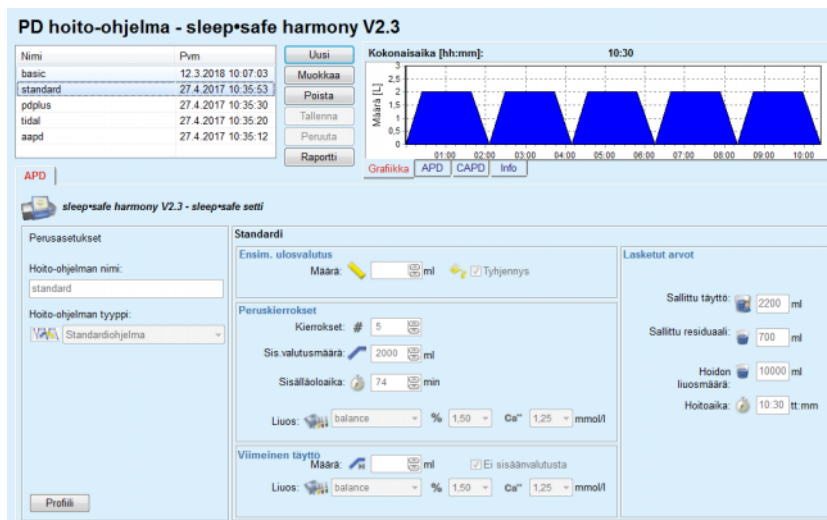 PD hoito-ohjelma - sleep•safe harmony V2.3
Nimi Pvm
basic 12.3.2018 10:07:03
standard 27.4.2017 10:35:53
pdplus 27.4.2017 10:35:30
tidal 27.4.2017 10:35:20
aapd 27.4.2017 10:35:12
Uusi
Muokkaa
Poista
Tallenna
Peruuta
Raportti
Kokonaisaika [hh:mm]: 10:30
Määrä [L]
3
2,5
2
1,5
1
0,5
0
01:00 02:00 03:00 04:00 05:00 06:00 07:00 08:00 09:00 10:00
Grafiikka APD CAPD Info
APD
sleep•safe harmony V2.3 - sleep•safe setti
Perusasetukset
Hoito-ohjelman nimi:
standard
Hoito-ohjelman tyyppi:
Standardiohjelma
Profiili
Standardi
Ensim. ulosvalutus
Määrä: ml Tyhjennys
Peruskierrokset
Kierrokset: # 5
Sis.valutusmäärä: 2000 ml
Sisälläoloaika: 74 min
Liuos: balance % 1,50 Ca⁺⁺ 1,25 mmol/l
Viimeinen täyttö
Määrä: ml Ei sisäänvalutusta
Liuos: balance % 1,50 Ca⁺⁺ 1,25 mmol/l
Lasketut arvot
Sallittu täyttö: 2200 ml
Sallittu residuaali: 700 ml
Hoidon liuosmäärä: 10000 ml
Hoitoaika: 10:30 tt:mm